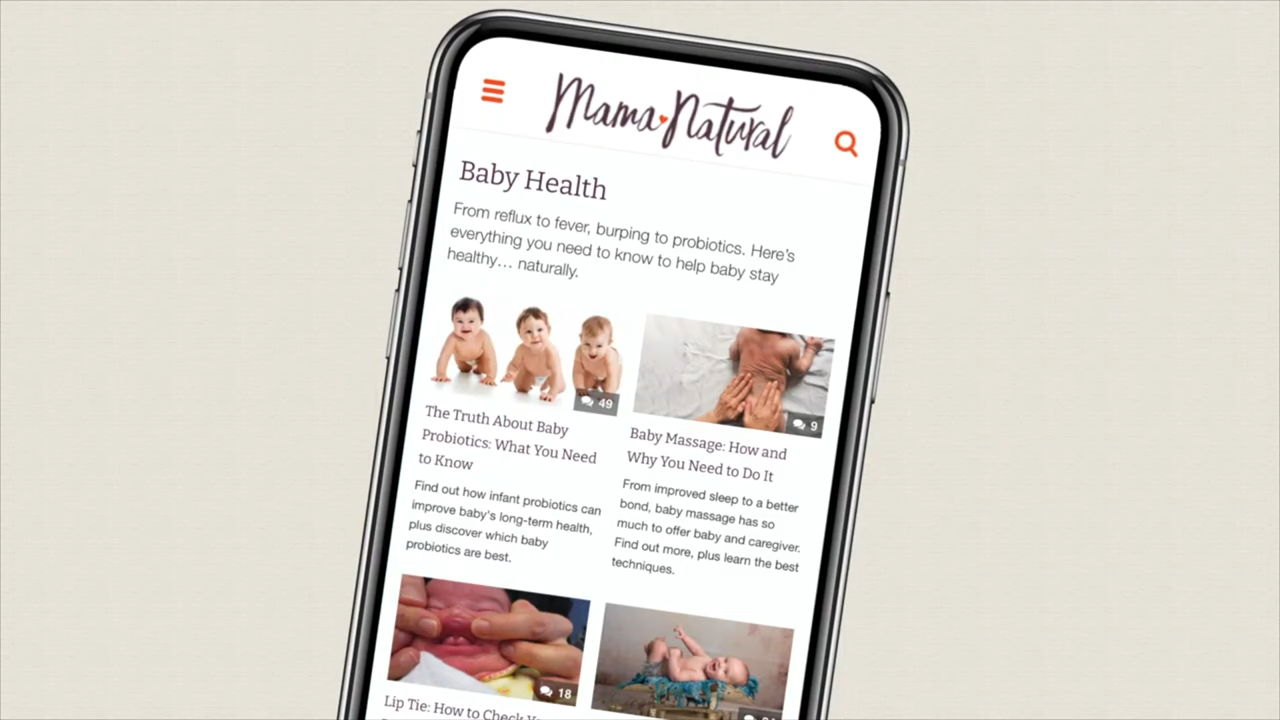 Mama Natural
Baby Health
From reflux to fever, burping to probiotics. Here's
everything you need to know to help baby stay
healthy… naturally.
49
The Truth About Baby
Probiotics: What You Need
to Know
Find out how infant probiotics can
improve baby's long-term health,
plus discover which baby
probiotics are best.
9
Baby Massage: How and
Why You Need to Do It
From improved sleep to a better
bond, baby massage has so
much to offer baby and caregiver.
Find out more, plus learn the best
techniques.
18
Lip Tie: How to Check